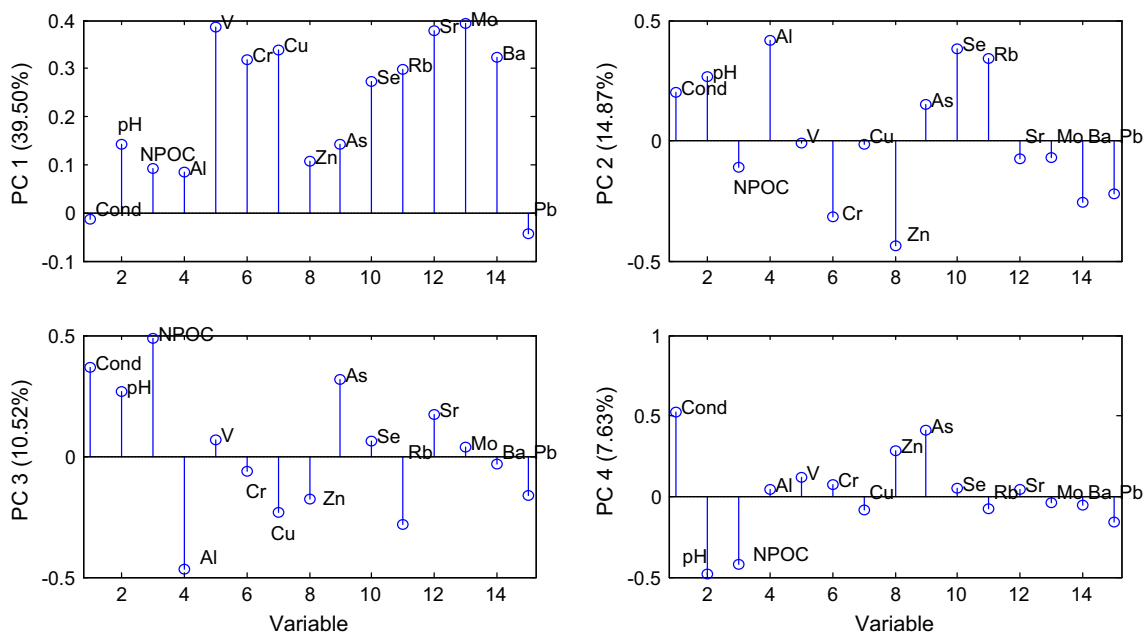 PC 1 (39.50%)
0.4
0.3
0.2
0.1
0
-0.1
Cond
pH
NPOC
Al
V
Cr
Cu
Zn
As
Se
Rb
Sr
Mo
Ba
Pb
2 4 6 8 10 12 14
PC 2 (14.87%)
0.5
0
-0.5
Cond
pH
NPOC
Al
V
Cr
Cu
Zn
As
Se
Rb
Sr
Mo
Ba
Pb
2 4 6 8 10 12 14
PC 3 (10.52%)
0.5
0
-0.5
Cond
pH
NPOC
Al
V
Cr
Cu
Zn
As
Se
Rb
Sr
Mo
Ba
Pb
2 4 6 8 10 12 14
Variable
PC 4 (7.63%)
1
0.5
0
-0.5
Cond
pH
NPOC
Al
V
Cr
Cu
Zn
As
Se
Rb
Sr
Mo
Ba
Pb
2 4 6 8 10 12 14
Variable